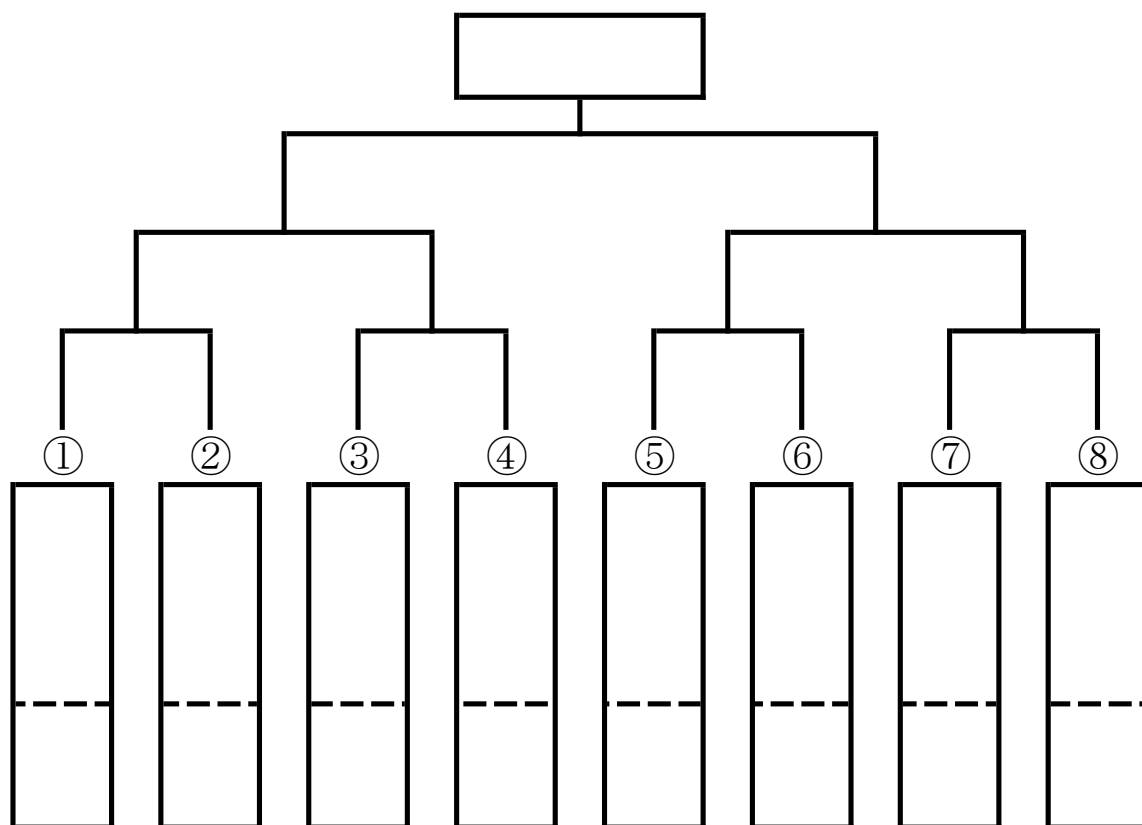 ① ② ③ ④ ⑤ ⑥ ⑦ ⑧